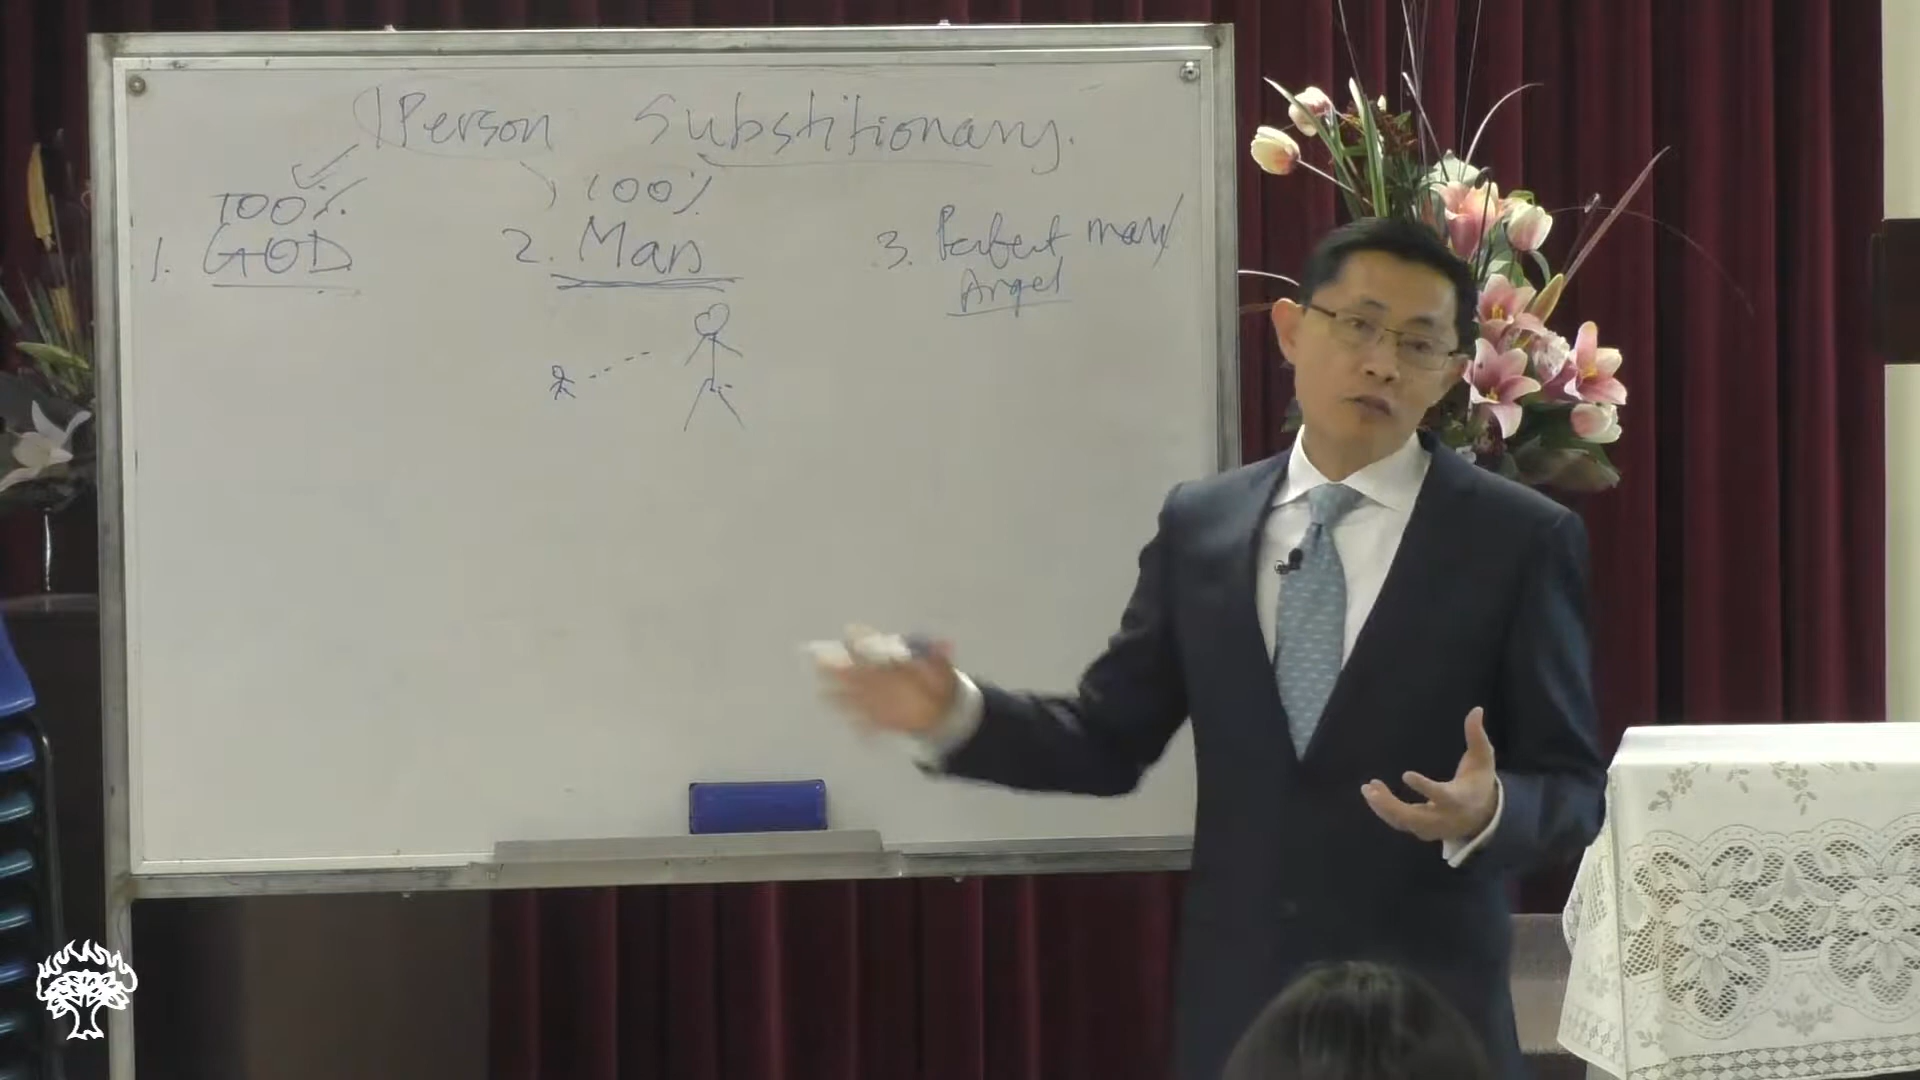 1Person Substitionary.
100% 100%
1. GOD 2. Man 3. Perfect man/
Angel